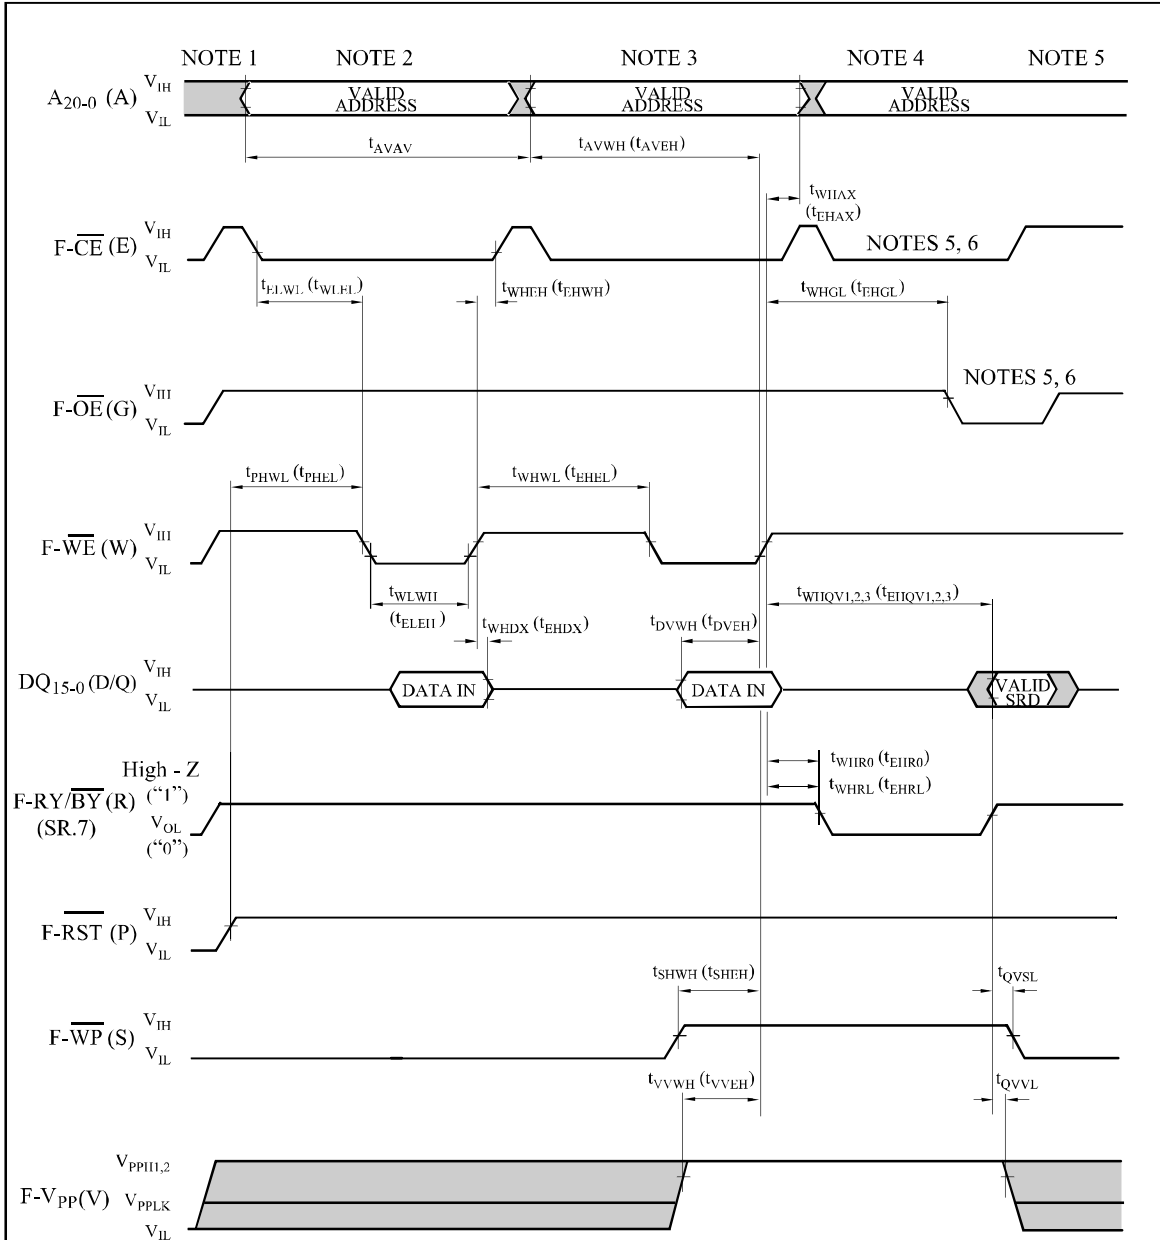 NOTE 1 NOTE 2 NOTE 3 NOTE 4 NOTE 5
A20-0 (A) VIH VIL
VALID ADDRESS VALID ADDRESS VALID ADDRESS
tAVAV tAVWH (tAVEH)
tWHAX (tEHAX)
F-CE (E) VIH VIL
NOTES 5, 6
tELWL (tWLEL) tWHEH (tEHWH) tWHGL (tEHGL)
F-OE (G) VIH VIL
NOTES 5, 6
tPHWL (tPHEL) tWHWL (tEHEL)
F-WE (W) VIH VIL
tWLWH (tELEH)
tWHQV1,2,3 (tEHQV1,2,3)
tWHDX (tEHDX) tDVWH (tDVEH)
DQ15-0 (D/Q) VIH VIL
DATA IN DATA IN VALID SRD
tWHR0 (tEHR0)
tWHRL (tEHRL)
F-RY/BY (R) (SR.7)
High - Z ("1")
VOL ("0")
F-RST (P) VIH VIL
tSHWH (tSHEH) tQVSL
F-WP (S) VIH VIL
tVVWH (tVVEH) tQVVL
F-VPP (V) VPPH1,2 VPPLK VIL